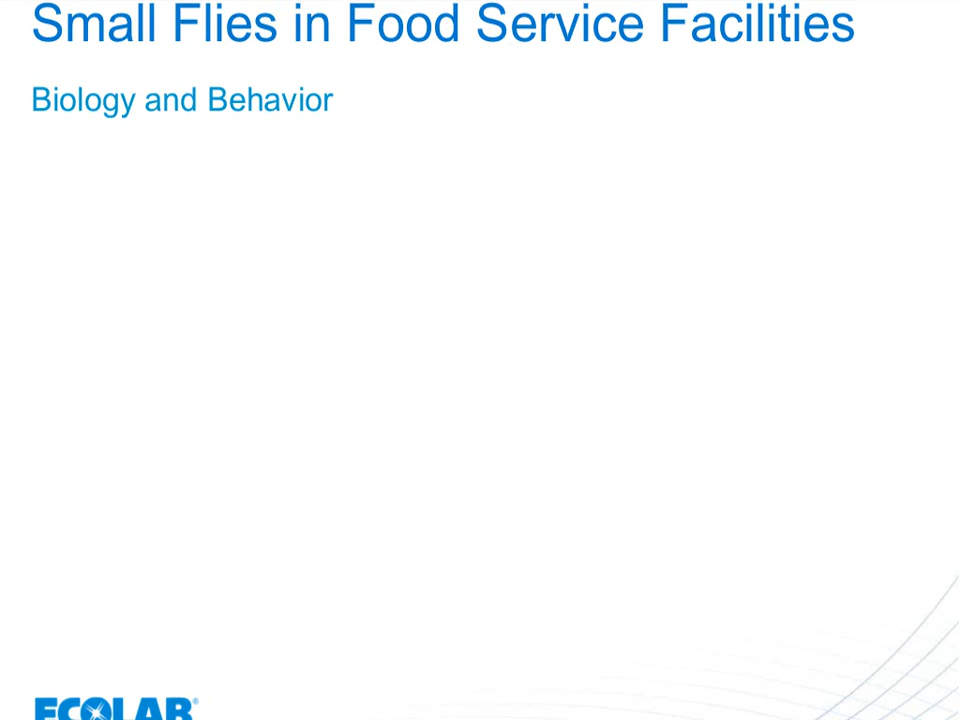 Small Flies in Food Service Facilities
Biology and Behavior
ECOLAB®